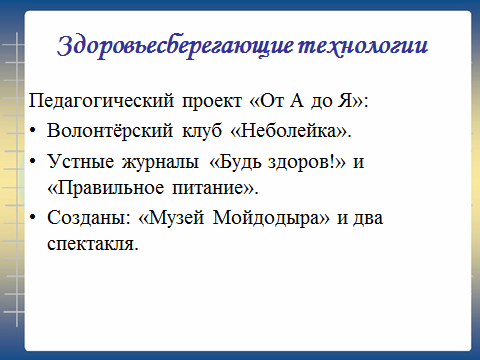 Здоровьесберегающие технологии
Педагогический проект «От А до Я»:
• Волонтёрский клуб «Неболейка».
• Устные журналы «Будь здоров!» и
«Правильное питание».
• Созданы: «Музей Мойдодыра» и два
спектакля.